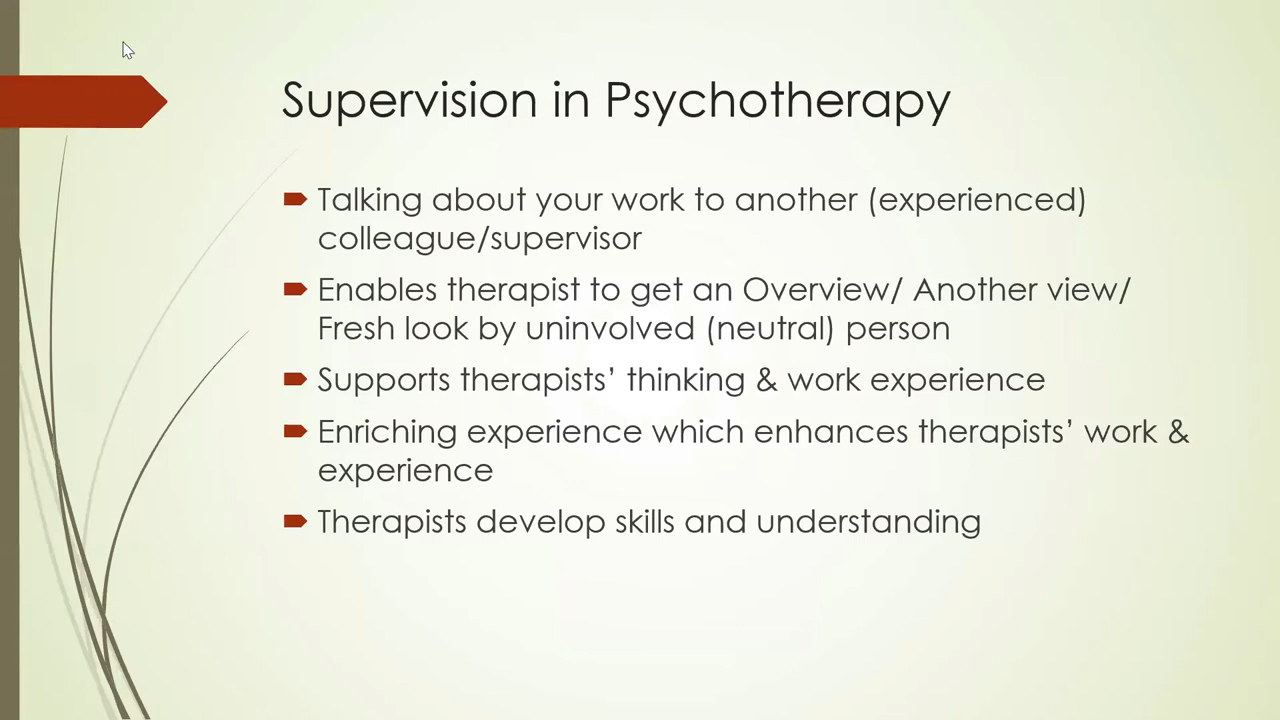 Supervision in Psychotherapy
Talking about your work to another (experienced)
colleague/supervisor
Enables therapist to get an Overview/ Another view/
Fresh look by uninvolved (neutral) person
Supports therapists’ thinking & work experience
Enriching experience which enhances therapists’ work &
experience
Therapists develop skills and understanding